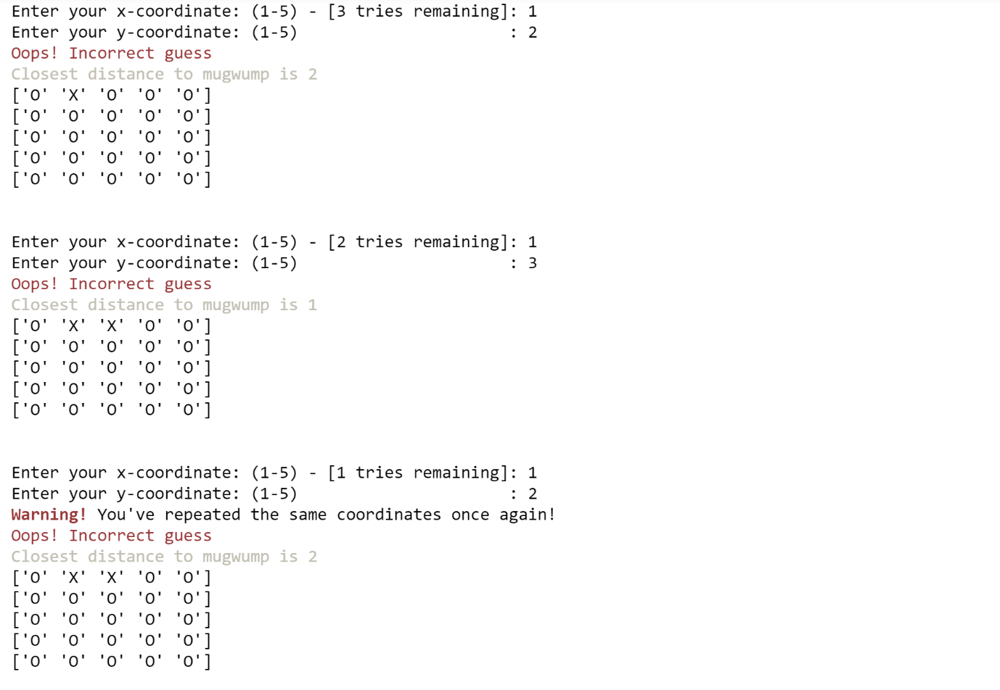 Enter your x-coordinate: (1-5) - [3 tries remaining]: 1
Enter your y-coordinate: (1-5)                      : 2
Oops! Incorrect guess
Closest distance to mugwump is 2
['O' 'X' 'O' 'O' 'O']
['O' 'O' 'O' 'O' 'O']
['O' 'O' 'O' 'O' 'O']
['O' 'O' 'O' 'O' 'O']
['O' 'O' 'O' 'O' 'O']
Enter your x-coordinate: (1-5) - [2 tries remaining]: 1
Enter your y-coordinate: (1-5)                      : 3
Oops! Incorrect guess
Closest distance to mugwump is 1
['O' 'X' 'X' 'O' 'O']
['O' 'O' 'O' 'O' 'O']
['O' 'O' 'O' 'O' 'O']
['O' 'O' 'O' 'O' 'O']
['O' 'O' 'O' 'O' 'O']
Enter your x-coordinate: (1-5) - [1 tries remaining]: 1
Enter your y-coordinate: (1-5)                      : 2
Warning! You've repeated the same coordinates once again!
Oops! Incorrect guess
Closest distance to mugwump is 2
['O' 'X' 'X' 'O' 'O']
['O' 'O' 'O' 'O' 'O']
['O' 'O' 'O' 'O' 'O']
['O' 'O' 'O' 'O' 'O']
['O' 'O' 'O' 'O' 'O']